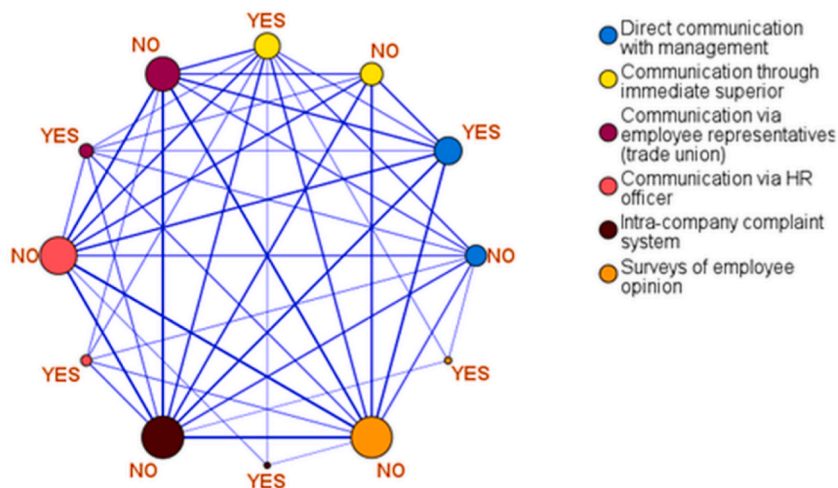 YES
NO
NO
YES
YES
NO
NO
YES
YES
NO
NO
YES
Direct communication
with management
Communication through
immediate superior
Communication via
employee representatives
(trade union)
Communication via HR
officer
Intra-company complaint
system
Surveys of employee
opinion